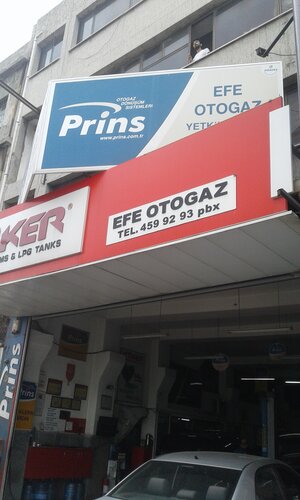 OTOGAZ
DÖNÜŞÜM
SİSTEMLERİ
Prins
www.prins.com.tr
EFE
OTOGAZ
YETKİ
KER®
MS & LPG TANKS
EFE OTOGAZ
TEL. 459 92 93 pbx
Prins